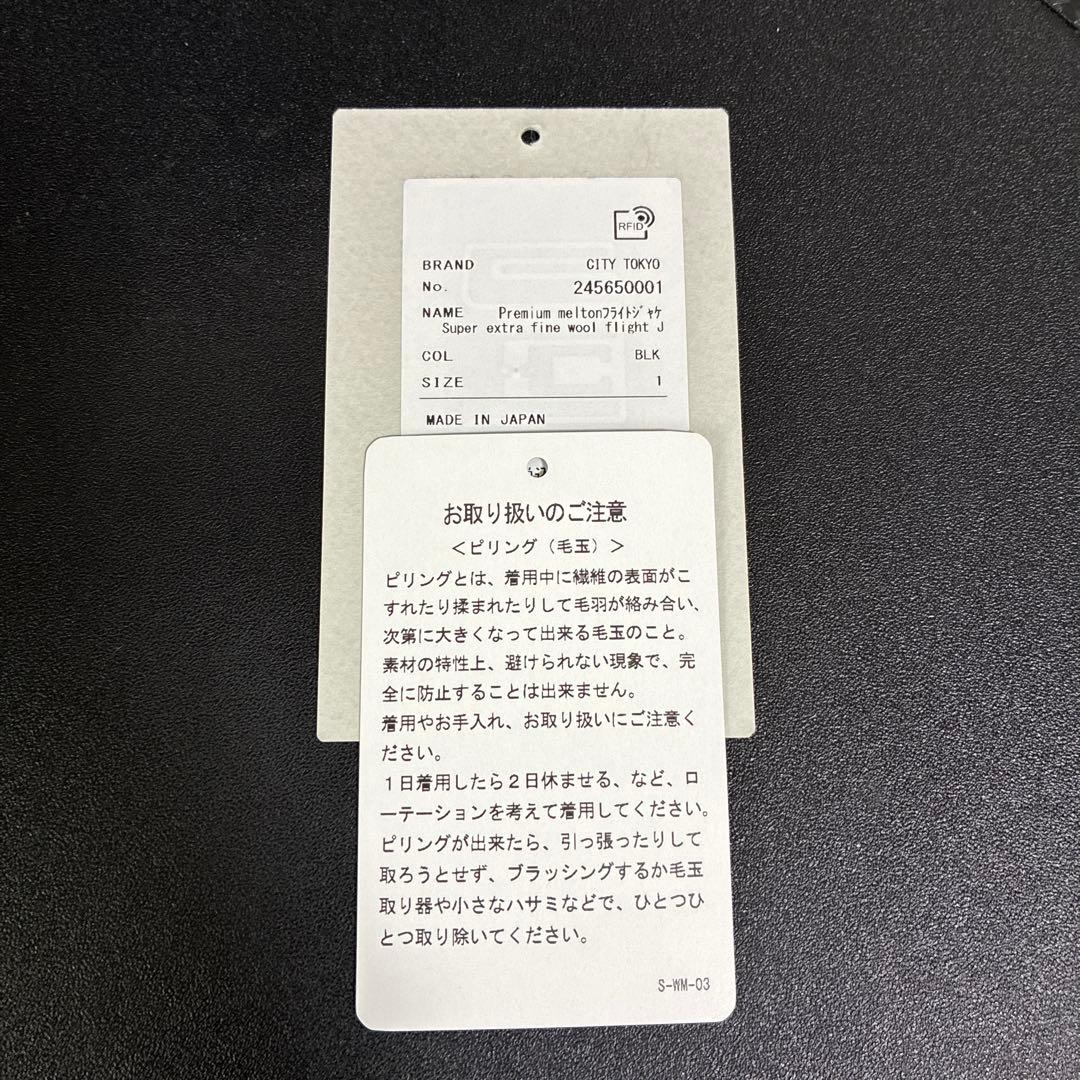 RFID
BRAND CITY TOKYO
No. 245650001
NAME Premium meltonﾌﾗｲﾄｼﾞｬｹ
Super extra fine wool flight J
COL BLK
SIZE 1
MADE IN JAPAN
お取り扱いのご注意
＜ピリング（毛玉）＞
ピリングとは、着用中に繊維の表面がこ
すれたり揉まれたりして毛羽が絡み合い、
次第に大きくなって出来る毛玉のこと。
素材の特性上、避けられない現象で、完
全に防止することは出来ません。
着用やお手入れ、お取り扱いにご注意く
ださい。
１日着用したら２日休ませる、など、ロ
ーテーションを考えて着用してください。
ピリングが出来たら、引っ張ったりして
取ろうとせず、ブラッシングするか毛玉
取り器や小さなハサミなどで、ひとつひ
とつ取り除いてください。
S-WM-03